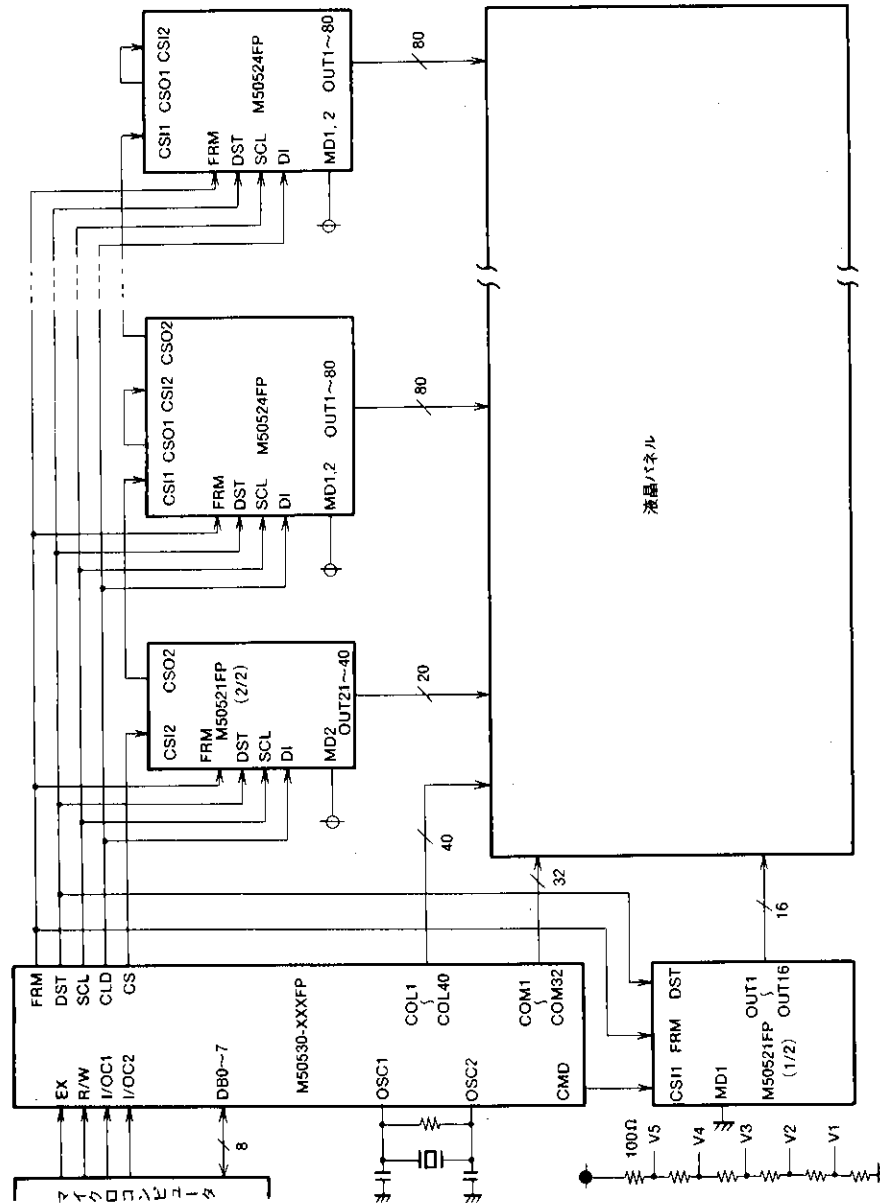 CSI1 CSO1 CSI2
M50524FP
FRM
DST
SCL
DI
MD1, 2
OUT1~80
80
CSI1 CSO1 CSI2 CSO2
M50524FP
FRM
DST
SCL
DI
MD1,2
OUT1~80
80
CSI2
CSO2
FRM
M50521FP
(2/2)
DST
SCL
DI
MD2
OUT21~40
20
液晶パネル
40
32
16
FRM
DST
SCL
CLD
CS
EX
R/W
I/OC1
I/OC2
DB0~7
8
M50530-XXXFP
COL1
~
COL40
COM1
~
COM32
OSC1
OSC2
CMD
マイクロコンピュータ
CSI1 FRM DST
MD1
M50521FP
(1/2)
OUT1
~
OUT16
100Ω
V5
V4
V3
V2
V1